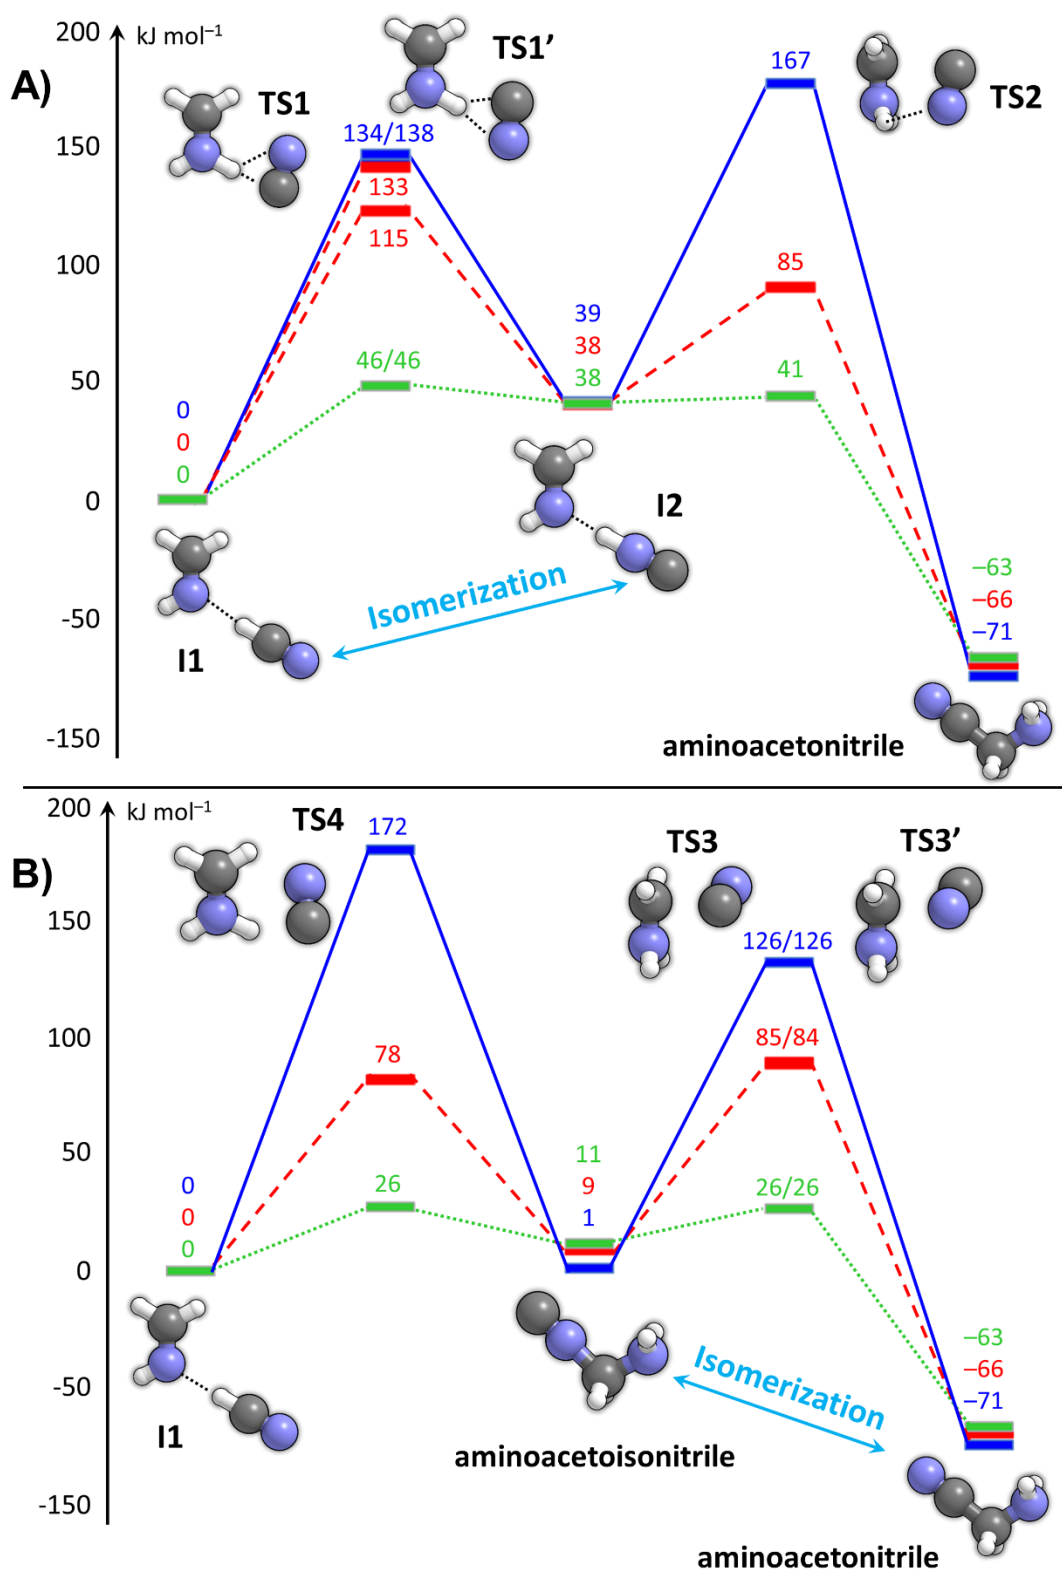 200
kJ mol⁻¹
A)
TS1
TS1’
TS2
134/138
167
150
133
115
100
85
50
46/46
39
38
38
41
0
0
0
0
I2
Isomerization
I1
–63
–66
–71
-50
-150
aminoacetonitrile
200
kJ mol⁻¹
B)
TS4
172
TS3
TS3’
150
126/126
100
78
85/84
50
0
0
0
26
11
9
1
26/26
0
I1
-50
Isomerization
–63
–66
–71
aminoacetoisonitrile
-150
aminoacetonitrile